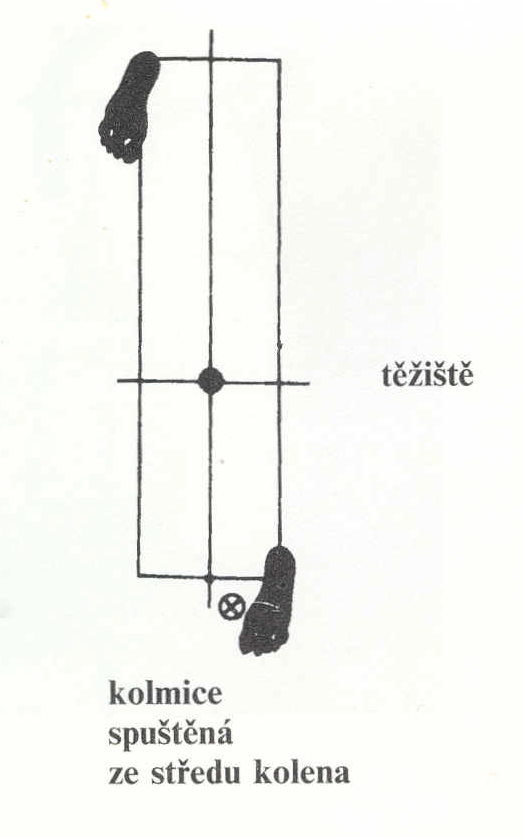 těžiště
kolmice
spuštěná
ze středu kolena